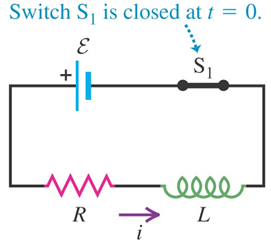 Switch S₁ is closed at t = 0.
ℰ
+
S₁
R
i
L